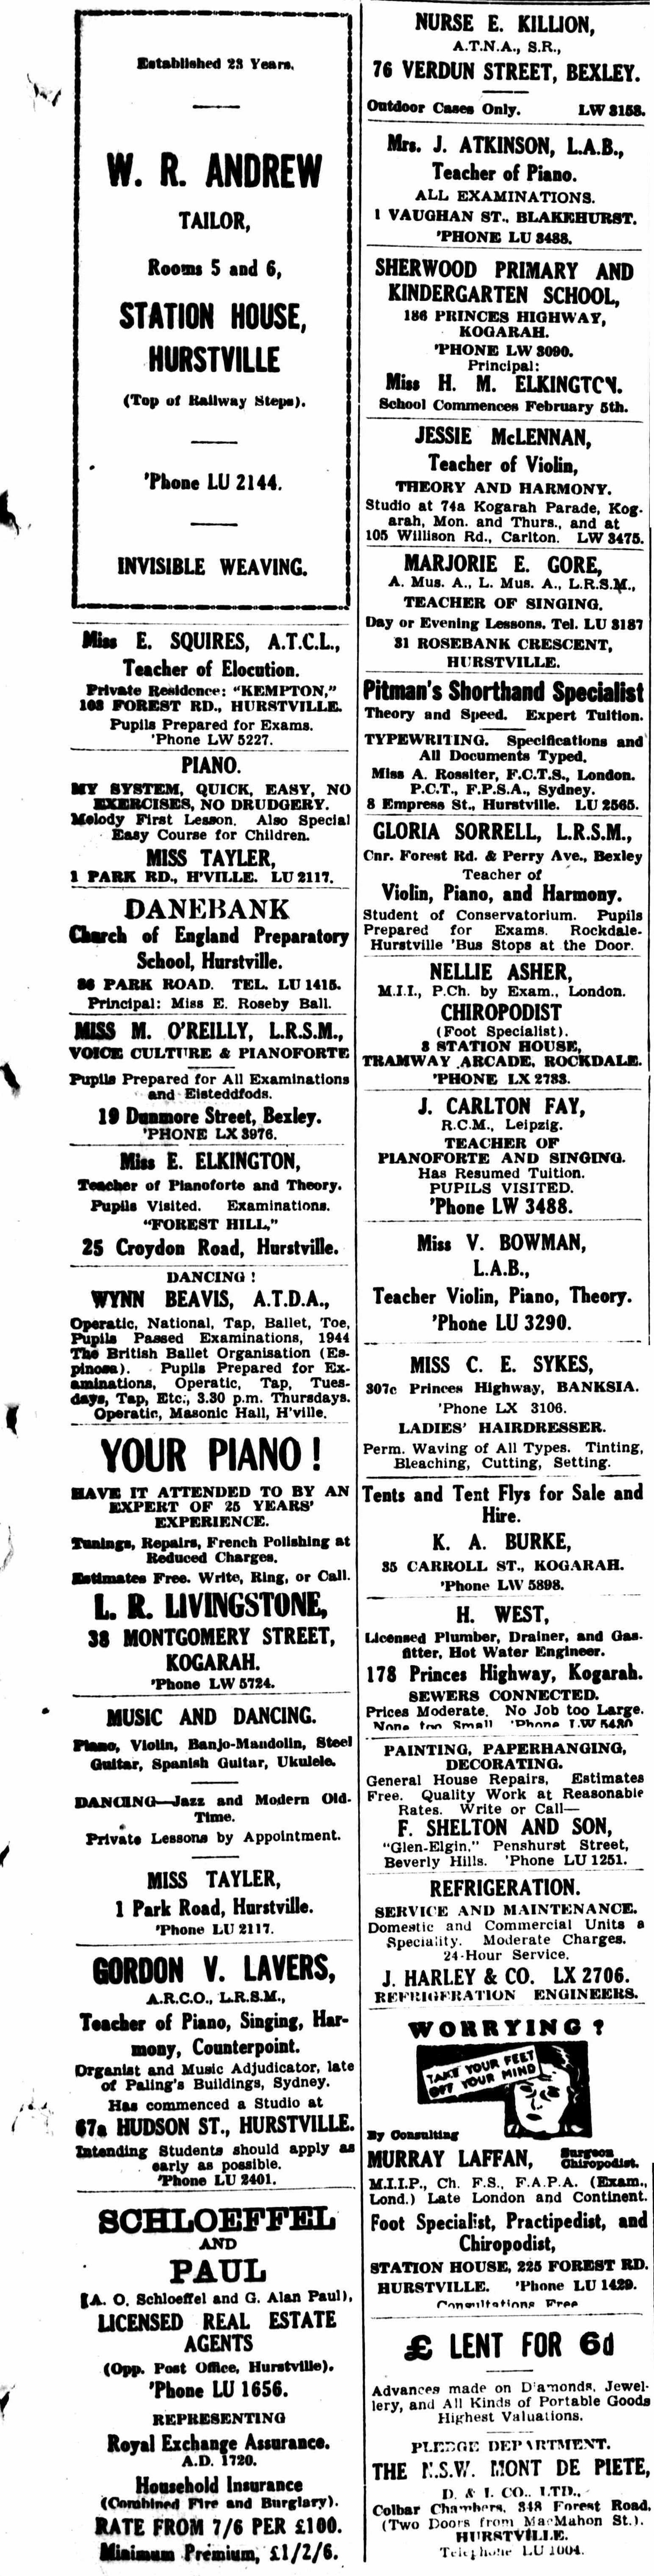 Established 23 Years.
W. R. ANDREW
TAILOR,
Rooms 5 and 6,
STATION HOUSE,
HURSTVILLE
(Top of Railway Steps).
'Phone LU 2144.
INVISIBLE WEAVING.
Miss E. SQUIRES, A.T.C.L.,
Teacher of Elocution.
Private Residence: "KEMPTON,"
103 FOREST RD., HURSTVILLE.
Pupils Prepared for Exams.
'Phone LW 5227.
PIANO.
MY SYSTEM, QUICK, EASY, NO
EXERCISES, NO DRUDGERY.
Melody First Lesson. Also Special
Easy Course for Children.
MISS TAYLER,
1 PARK RD., H'VILLE. LU 2117.
DANEBANK
Church of England Preparatory
School, Hurstville.
86 PARK ROAD. TEL. LU 1415.
Principal: Miss E. Roseby Ball.
MISS M. O'REILLY, L.R.S.M.,
VOICE CULTURE & PIANOFORTE
Pupils Prepared for All Examinations
and Eisteddfods.
19 Dunmore Street, Bexley.
'PHONE LX 3976.
Miss E. ELKINGTON,
Teacher of Pianoforte and Theory.
Pupils Visited. Examinations.
"FOREST HILL,"
25 Croydon Road, Hurstville.
DANCING!
WYNN BEAVIS, A.T.D.A.,
Operatic, National, Tap, Ballet, Toe,
Pupils Passed Examinations, 1944
The British Ballet Organisation (Es-
pinosa). Pupils Prepared for Ex-
aminations, Operatic, Tap, Tues-
days, Tap, Etc., 3.30 p.m. Thursdays.
Operatic, Masonic Hall, H'ville.
YOUR PIANO!
HAVE IT ATTENDED TO BY AN
EXPERT OF 25 YEARS'
EXPERIENCE.
Tunings, Repairs, French Polishing at
Reduced Charges.
Estimates Free. Write, Ring, or Call.
L. R. LIVINGSTONE,
38 MONTGOMERY STREET,
KOGARAH.
'Phone LW 5724.
MUSIC AND DANCING.
Piano, Violin, Banjo-Mandolin, Steel
Guitar, Spanish Guitar, Ukulele.
DANCING—Jazz and Modern Old-
Time.
Private Lessons by Appointment.
MISS TAYLER,
1 Park Road, Hurstville.
'Phone LU 2117.
GORDON V. LAVERS,
A.R.C.O., L.R.S.M.,
Teacher of Piano, Singing, Har-
mony, Counterpoint.
Organist and Music Adjudicator, late
of Paling's Buildings, Sydney.
Has commenced a Studio at
67a HUDSON ST., HURSTVILLE.
Intending Students should apply as
early as possible.
'Phone LU 2401.
SCHLOEFFEL
AND
PAUL
(A. O. Schloeffel and G. Alan Paul),
LICENSED REAL ESTATE
AGENTS
(Opp. Post Office, Hurstville).
'Phone LU 1656.
REPRESENTING
Royal Exchange Assurance.
A.D. 1720.
Household Insurance
(Combined Fire and Burglary).
RATE FROM 7/6 PER £100.
Minimum Premium, £1/2/6.
NURSE E. KILLION,
A.T.N.A., S.R.,
76 VERDUN STREET, BEXLEY.
Outdoor Cases Only. LW 3158.
Mrs. J. ATKINSON, L.A.B.,
Teacher of Piano.
ALL EXAMINATIONS.
1 VAUGHAN ST., BLAKEHURST.
'PHONE LU 3488.
SHERWOOD PRIMARY AND
KINDERGARTEN SCHOOL,
186 PRINCES HIGHWAY,
KOGARAH.
'PHONE LW 3090.
Principal:
Miss H. M. ELKINGTON.
School Commences February 5th.
JESSIE McLENNAN,
Teacher of Violin,
THEORY AND HARMONY.
Studio at 74a Kogarah Parade, Kog-
arah, Mon. and Thurs., and at
105 Willison Rd., Carlton. LW 3475.
MARJORIE E. GORE,
A. Mus. A., L. Mus. A., L.R.S.M.,
TEACHER OF SINGING.
Day or Evening Lessons. Tel. LU 3187
31 ROSEBANK CRESCENT,
HURSTVILLE.
Pitman's Shorthand Specialist
Theory and Speed. Expert Tuition.
TYPEWRITING. Specifications and
All Documents Typed.
Miss A. Rossiter, F.C.T.S., London.
P.C.T., F.P.S.A., Sydney.
8 Empress St., Hurstville. LU 2565.
GLORIA SORRELL, L.R.S.M.,
Cnr. Forest Rd. & Perry Ave., Bexley
Teacher of
Violin, Piano, and Harmony.
Student of Conservatorium. Pupils
Prepared for Exams. Rockdale-
Hurstville 'Bus Stops at the Door.
NELLIE ASHER,
M.I.I., P.Ch. by Exam., London.
CHIROPODIST
(Foot Specialist).
8 STATION HOUSE,
TRAMWAY ARCADE, ROCKDALE.
'PHONE LX 2783.
J. CARLTON FAY,
R.C.M., Leipzig.
TEACHER OF
PIANOFORTE AND SINGING.
Has Resumed Tuition.
PUPILS VISITED.
'Phone LW 3488.
Miss V. BOWMAN,
L.A.B.,
Teacher Violin, Piano, Theory.
'Phone LU 3290.
MISS C. E. SYKES,
307c Princes Highway, BANKSIA.
'Phone LX 3106.
LADIES' HAIRDRESSER.
Perm. Waving of All Types. Tinting,
Bleaching, Cutting, Setting.
Tents and Tent Flys for Sale and
Hire.
K. A. BURKE,
35 CARROLL ST., KOGARAH.
'Phone LW 5898.
H. WEST,
Licensed Plumber, Drainer, and Gas-
fitter, Hot Water Engineer.
178 Princes Highway, Kogarah.
SEWERS CONNECTED.
Prices Moderate. No Job too Large.
None too Small 'Phone LW 5430
PAINTING, PAPERHANGING,
DECORATING.
General House Repairs, Estimates
Free. Quality Work at Reasonable
Rates. Write or Call—
F. SHELTON AND SON,
"Glen-Elgin," Penshurst Street,
Beverly Hills. 'Phone LU 1251.
REFRIGERATION.
SERVICE AND MAINTENANCE.
Domestic and Commercial Units a
Speciality. Moderate Charges.
24-Hour Service.
J. HARLEY & CO. LX 2706.
REFRIGERATION ENGINEERS.
WORRYING?
TAKE YOUR FEET
OFF YOUR MIND
By Consulting
MURRAY LAFFAN, Surgeon Chiropodist.
M.I.I.P., Ch. F.S., F.A.P.A. (Exam.,
Lond.) Late London and Continent.
Foot Specialist, Practipedist, and
Chiropodist,
STATION HOUSE, 225 FOREST RD.
HURSTVILLE. 'Phone LU 1429.
Consultations Free
£ LENT FOR 6d
Advances made on Diamonds, Jewel-
lery, and All Kinds of Portable Goods
Highest Valuations.
PLEDGE DEPARTMENT.
THE N.S.W. MONT DE PIETE,
D. & I. CO., LTD.,
Colbar Chambers, 348 Forest Road,
(Two Doors from MacMahon St.).
HURSTVILLE.
Telephone LU 1004.